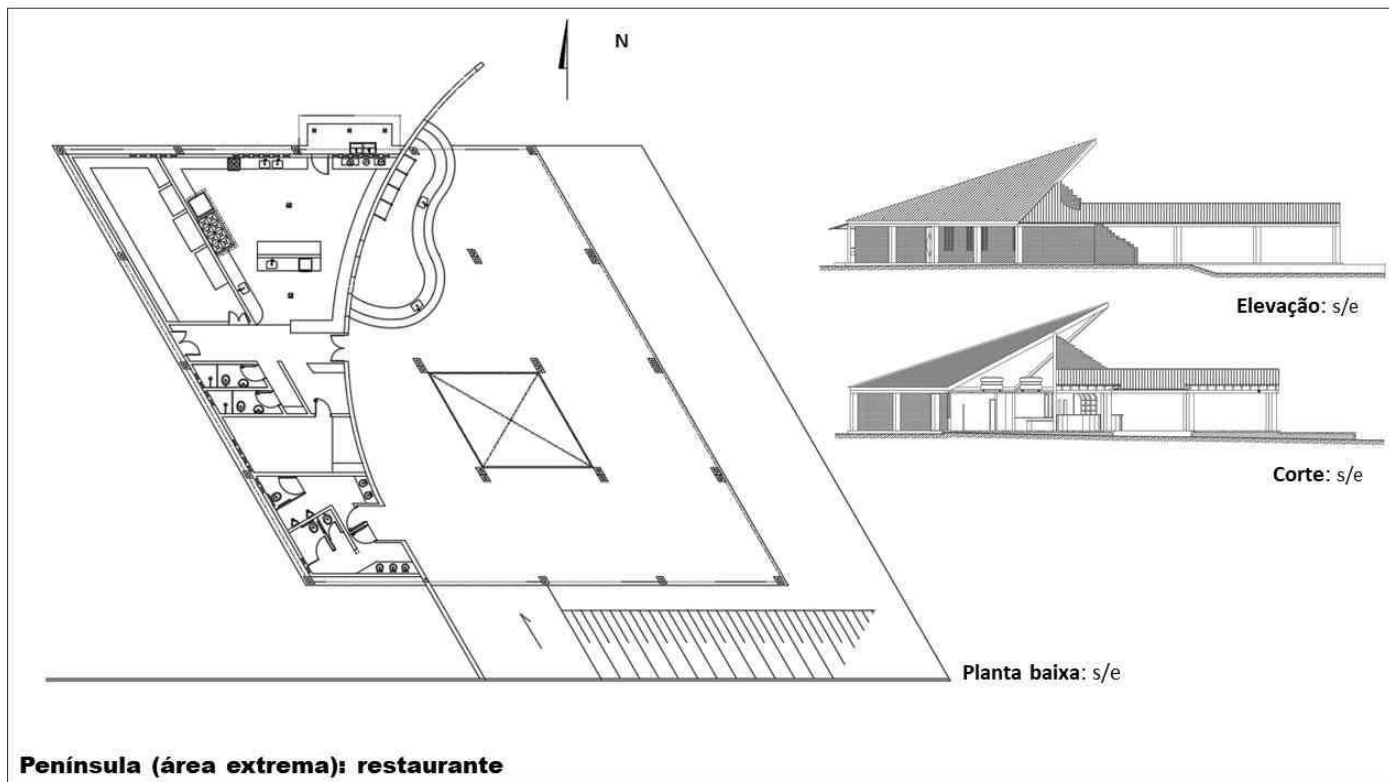 N
Elevação: s/e
Corte: s/e
Planta baixa: s/e
Península (área extrema): restaurante